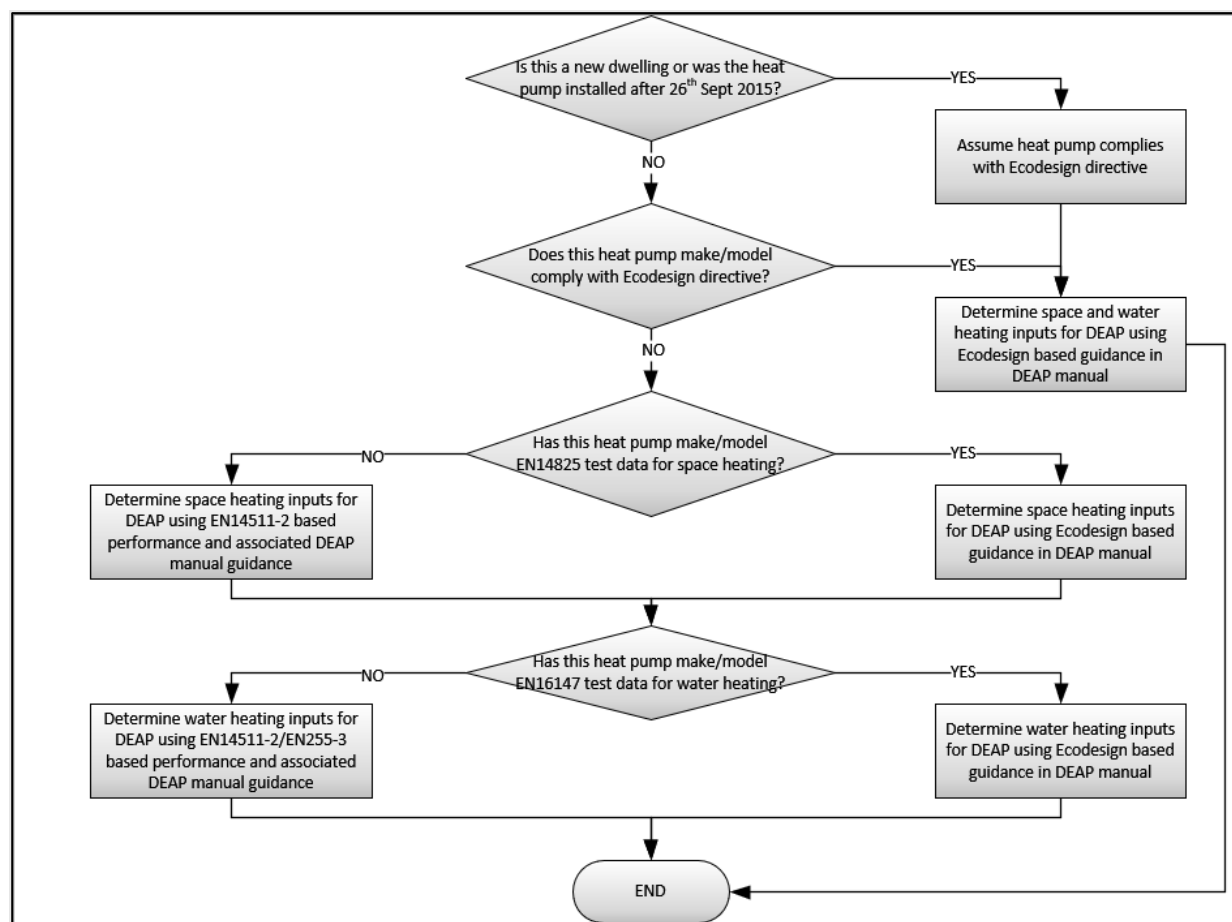 Is this a new dwelling or was the heat
pump installed after 26th Sept 2015?
YES
Assume heat pump complies
with Ecodesign directive
NO
Does this heat pump make/model
comply with Ecodesign directive?
YES
Determine space and water
heating inputs for DEAP using
Ecodesign based guidance in
DEAP manual
NO
Has this heat pump make/model
EN14825 test data for space heating?
NO
YES
Determine space heating inputs for
DEAP using EN14511-2 based
performance and associated DEAP
manual guidance
Determine space heating inputs
for DEAP using Ecodesign based
guidance in DEAP manual
Has this heat pump make/model
EN16147 test data for water heating?
NO
YES
Determine water heating inputs for
DEAP using EN14511-2/EN255-3
based performance and associated
DEAP manual guidance
Determine water heating inputs
for DEAP using Ecodesign based
guidance in DEAP manual
END